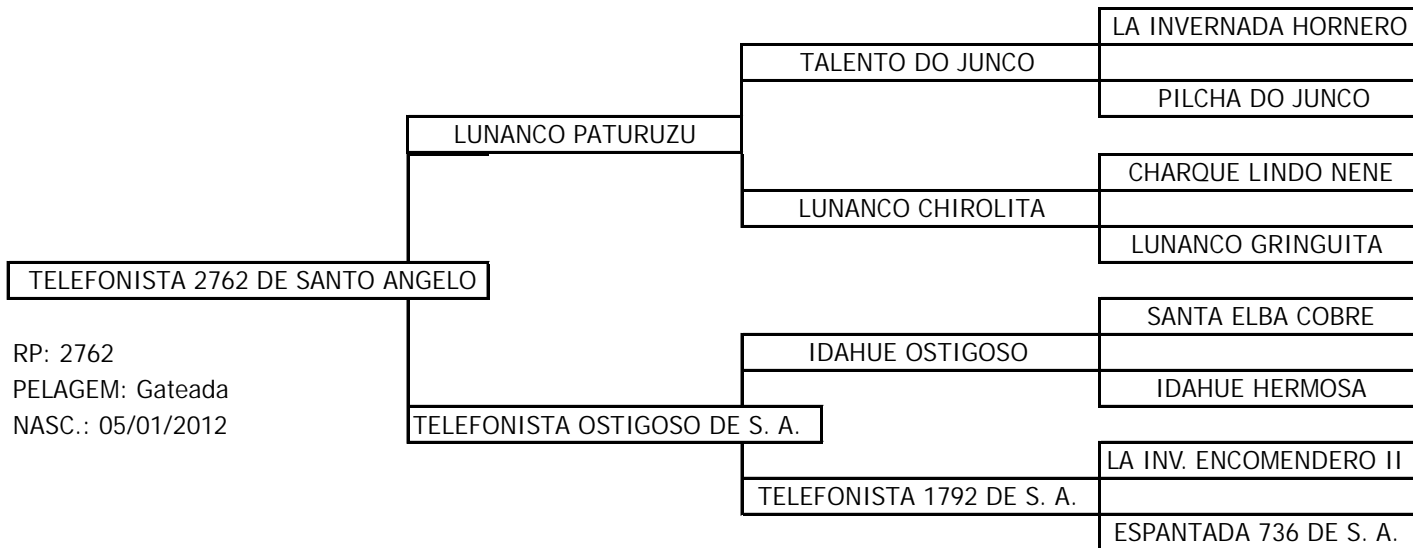 LA INVERNADA HORNERO
TALENTO DO JUNCO
PILCHA DO JUNCO
LUNANCO PATURUZU
CHARQUE LINDO NENE
LUNANCO CHIROLITA
LUNANCO GRINGUITA
TELEFONISTA 2762 DE SANTO ANGELO
SANTA ELBA COBRE
RP: 2762
IDAHUE OSTIGOSO
PELAGEM: Gateada
IDAHUE HERMOSA
NASC.: 05/01/2012
TELEFONISTA OSTIGOSO DE S. A.
LA INV. ENCOMENDERO II
TELEFONISTA 1792 DE S. A.
ESPANTADA 736 DE S. A.